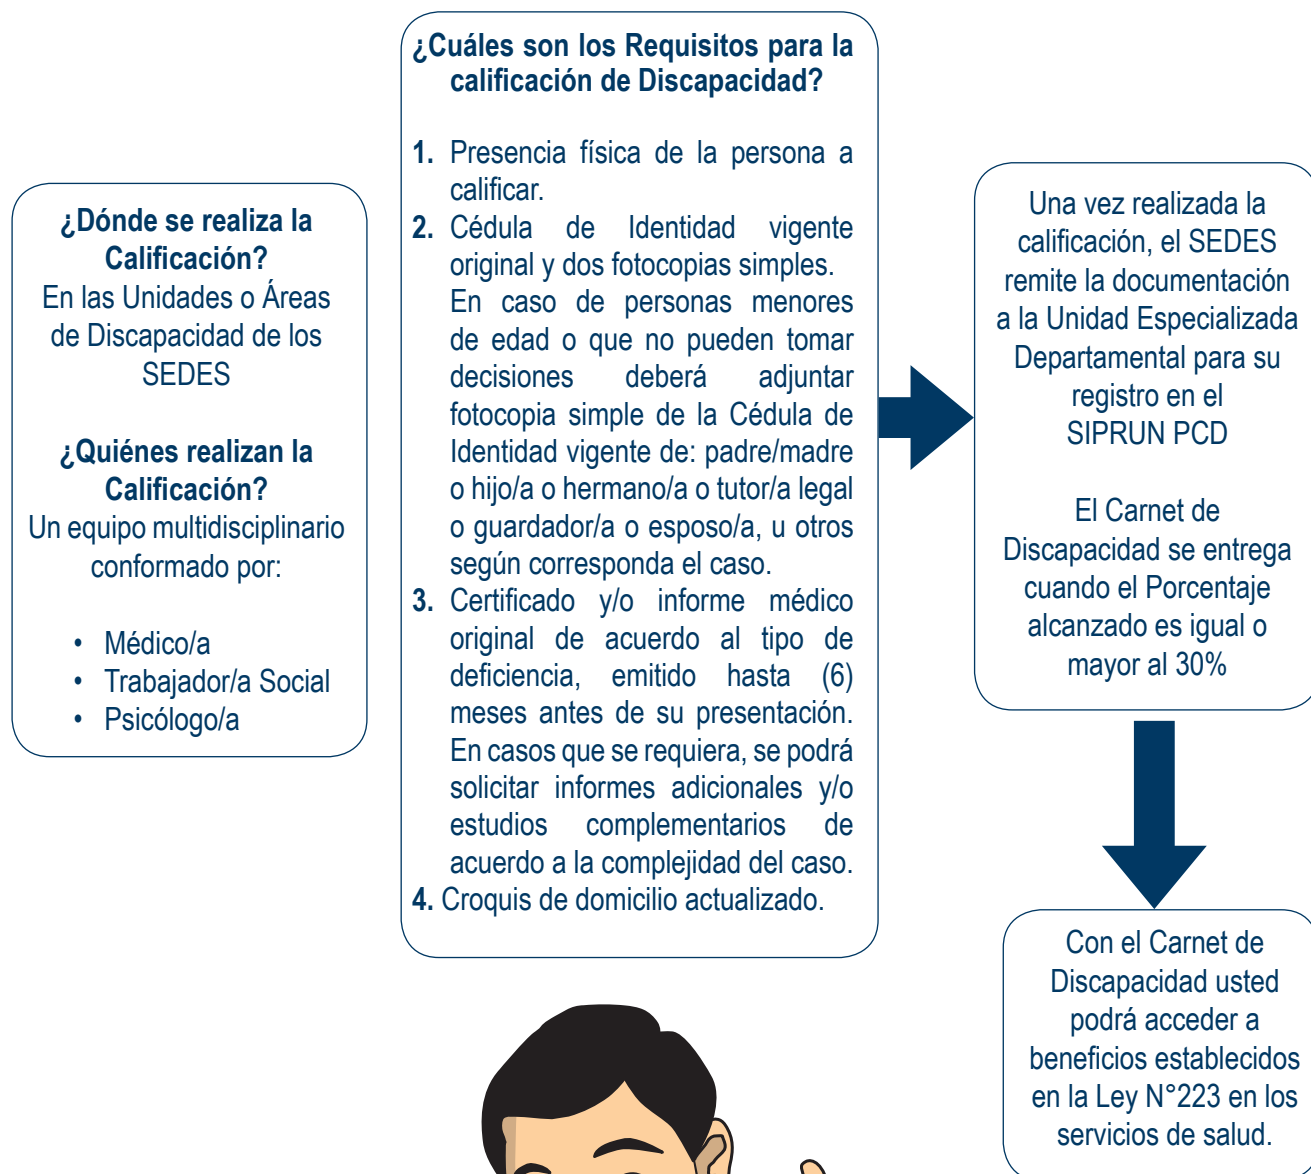 ¿Dónde se realiza la
Calificación?
En las Unidades o Áreas
de Discapacidad de los
SEDES
¿Quiénes realizan la
Calificación?
Un equipo multidisciplinario
conformado por:
• Médico/a
• Trabajador/a Social
• Psicólogo/a
¿Cuáles son los Requisitos para la
calificación de Discapacidad?
1. Presencia física de la persona a
calificar.
2. Cédula de Identidad vigente
original y dos fotocopias simples.
En caso de personas menores
de edad o que no pueden tomar
decisiones deberá adjuntar
fotocopia simple de la Cédula de
Identidad vigente de: padre/madre
o hijo/a o hermano/a o tutor/a legal
o guardador/a o esposo/a, u otros
según corresponda el caso.
3. Certificado y/o informe médico
original de acuerdo al tipo de
deficiencia, emitido hasta (6)
meses antes de su presentación.
En casos que se requiera, se podrá
solicitar informes adicionales y/o
estudios complementarios de
acuerdo a la complejidad del caso.
4. Croquis de domicilio actualizado.
Una vez realizada la
calificación, el SEDES
remite la documentación
a la Unidad Especializada
Departamental para su
registro en el
SIPRUN PCD
El Carnet de
Discapacidad se entrega
cuando el Porcentaje
alcanzado es igual o
mayor al 30%
Con el Carnet de
Discapacidad usted
podrá acceder a
beneficios establecidos
en la Ley N°223 en los
servicios de salud.